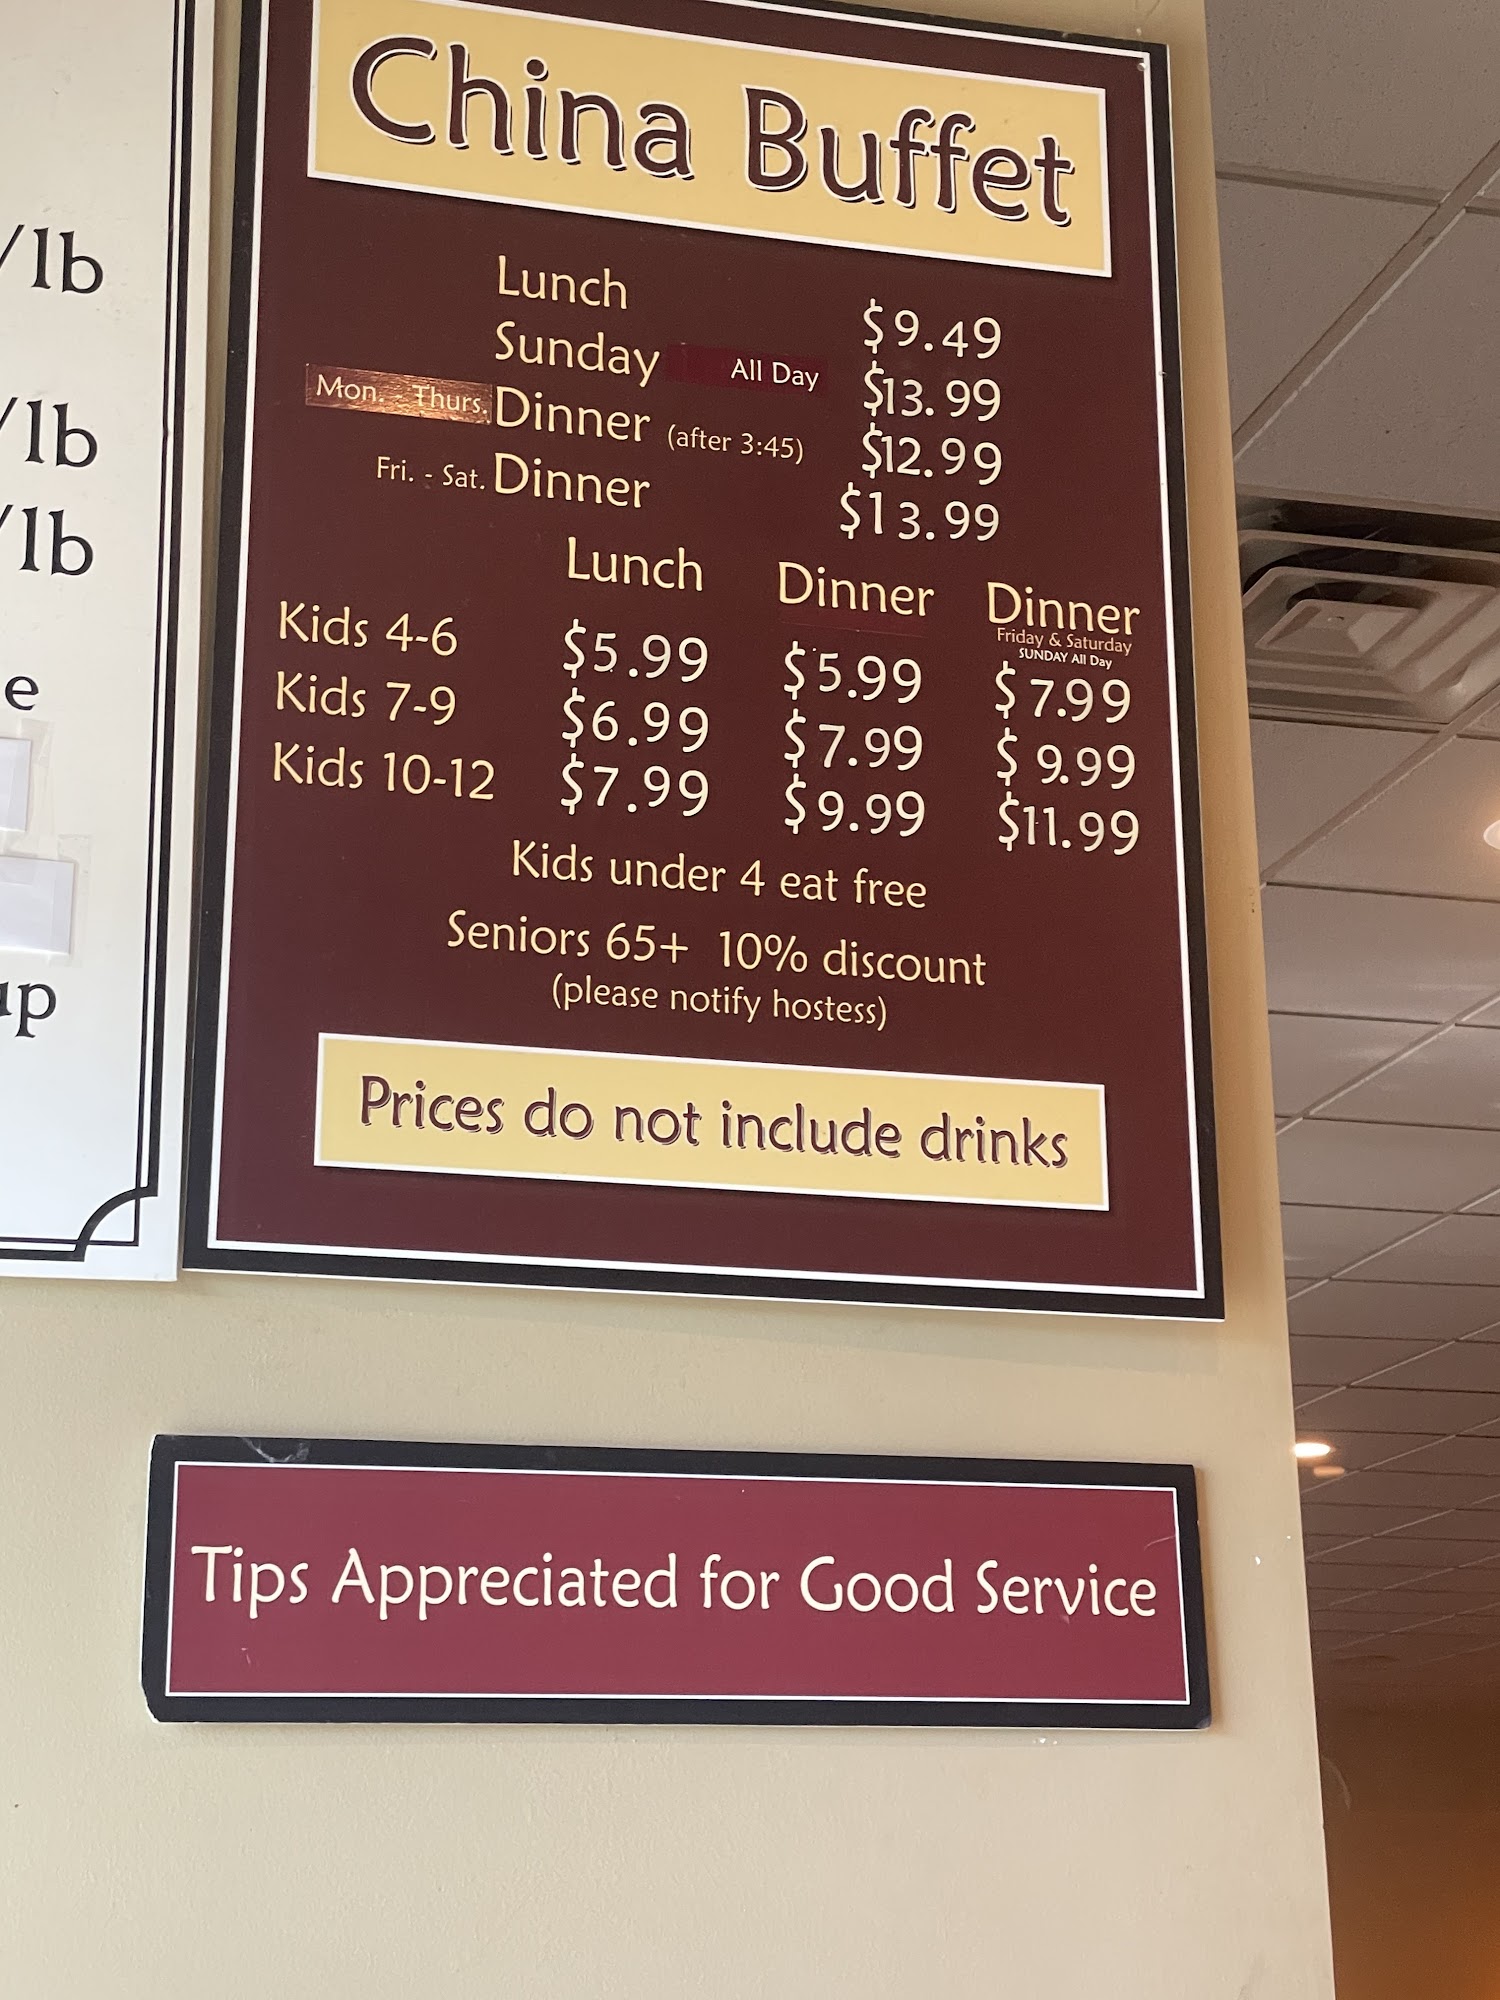 /lb
/lb
/lb
e
up
China Buffet
Lunch $9.49
Sunday All Day $13.99
Mon. - Thurs. Dinner (after 3:45) $12.99
Fri. - Sat. Dinner $13.99
Lunch Dinner Dinner
Friday & Saturday
SUNDAY All Day
Kids 4-6 $5.99 $5.99 $7.99
Kids 7-9 $6.99 $7.99 $9.99
Kids 10-12 $7.99 $9.99 $11.99
Kids under 4 eat free
Seniors 65+ 10% discount
(please notify hostess)
Prices do not include drinks
Tips Appreciated for Good Service